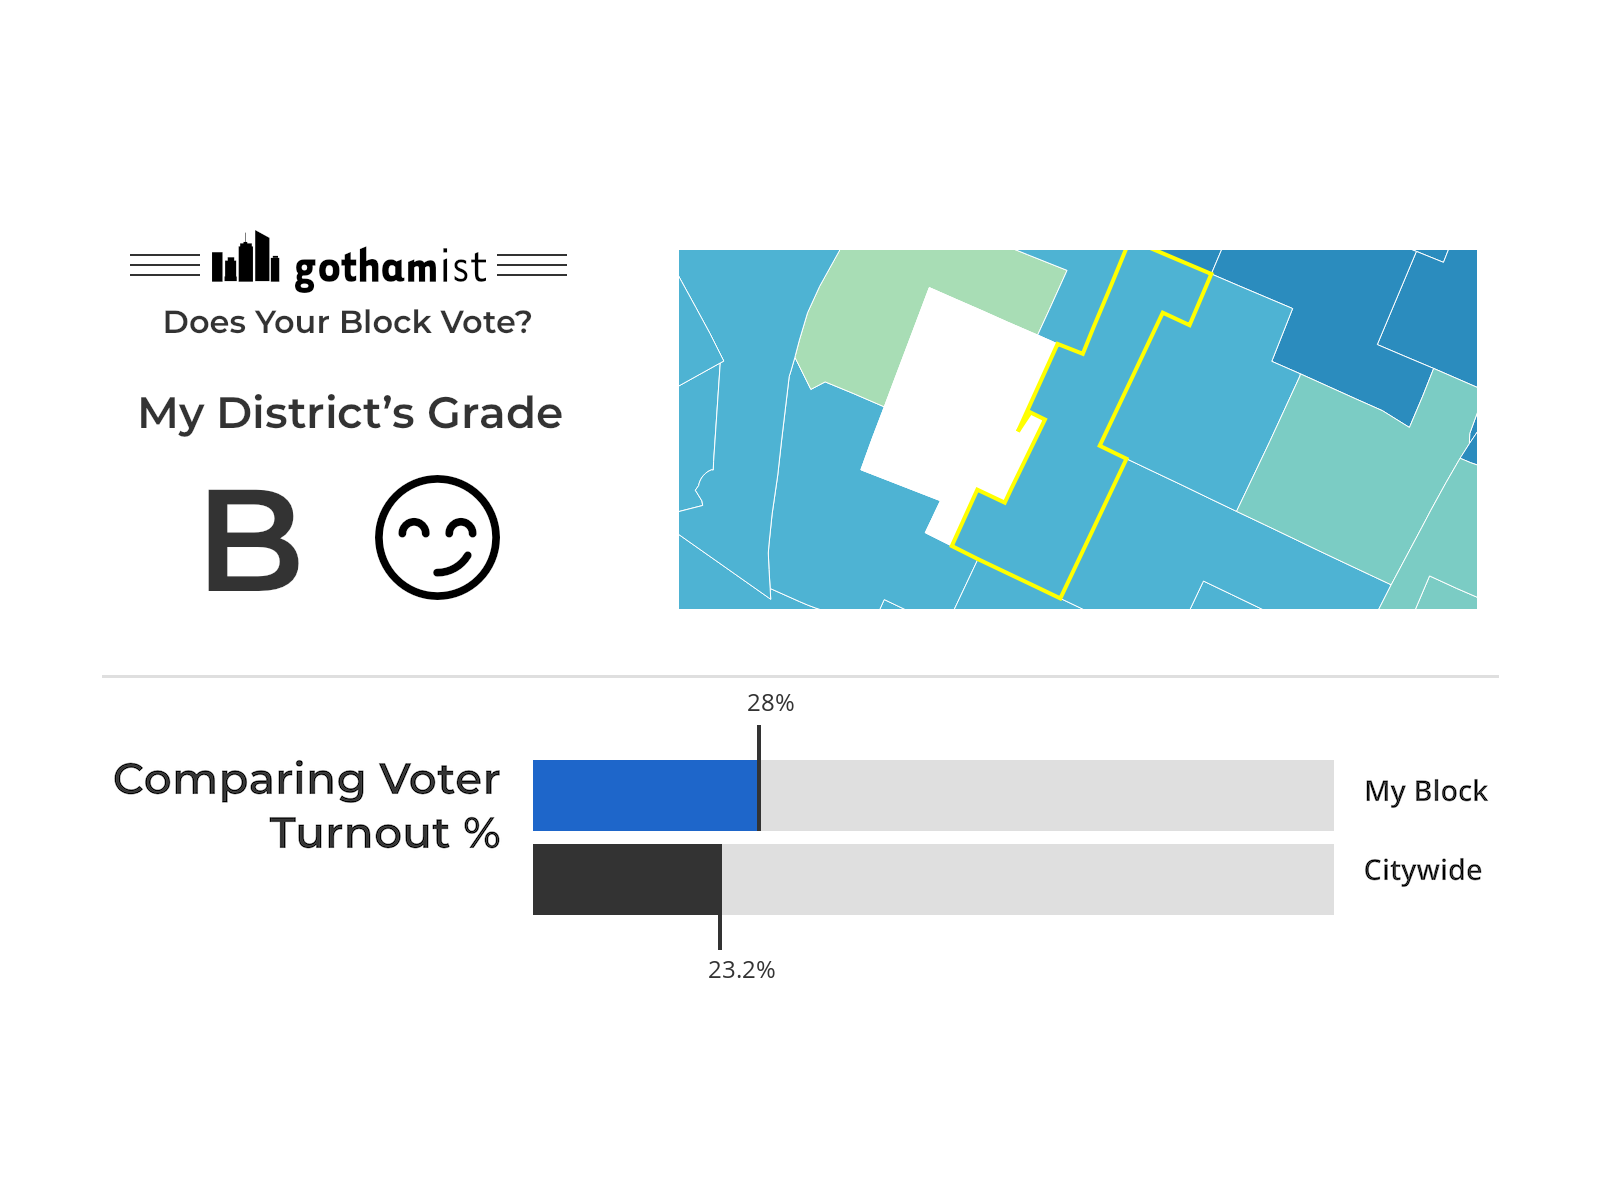 gothamist
Does Your Block Vote?
My District’s Grade
B
28%
Comparing Voter
Turnout %
My Block
Citywide
23.2%